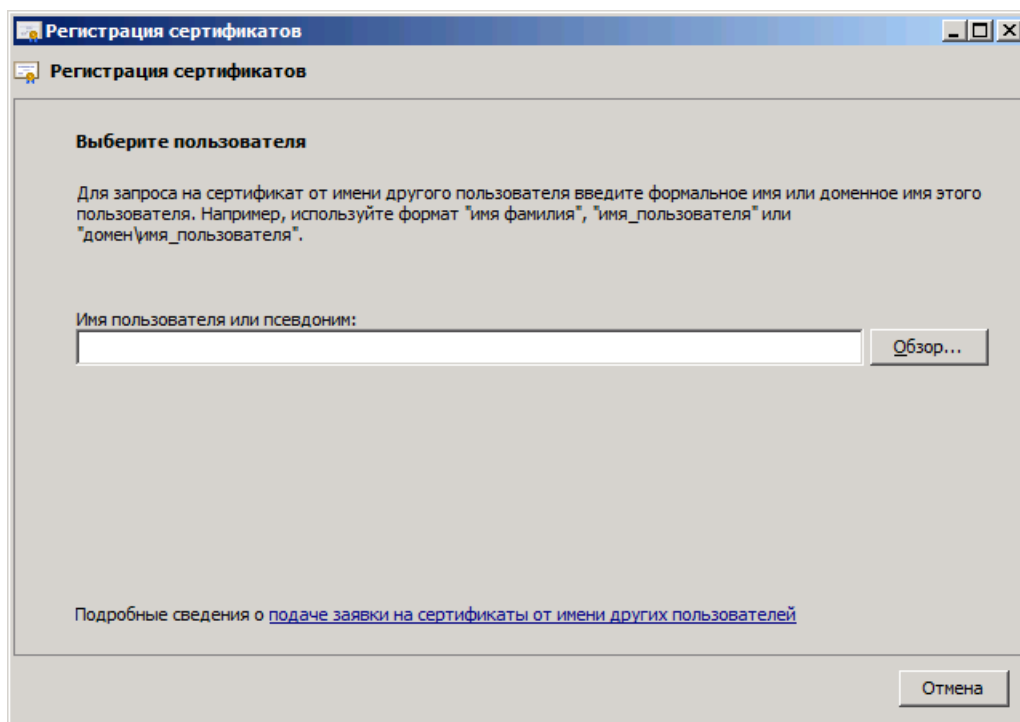 Регистрация сертификатов
Регистрация сертификатов
Выберите пользователя
Для запроса на сертификат от имени другого пользователя введите формальное имя или доменное имя этого
пользователя. Например, используйте формат "имя фамилия", "имя_пользователя" или
"домен\имя_пользователя".
Имя пользователя или псевдоним:
Обзор...
Подробные сведения о подаче заявки на сертификаты от имени других пользователей
Отмена